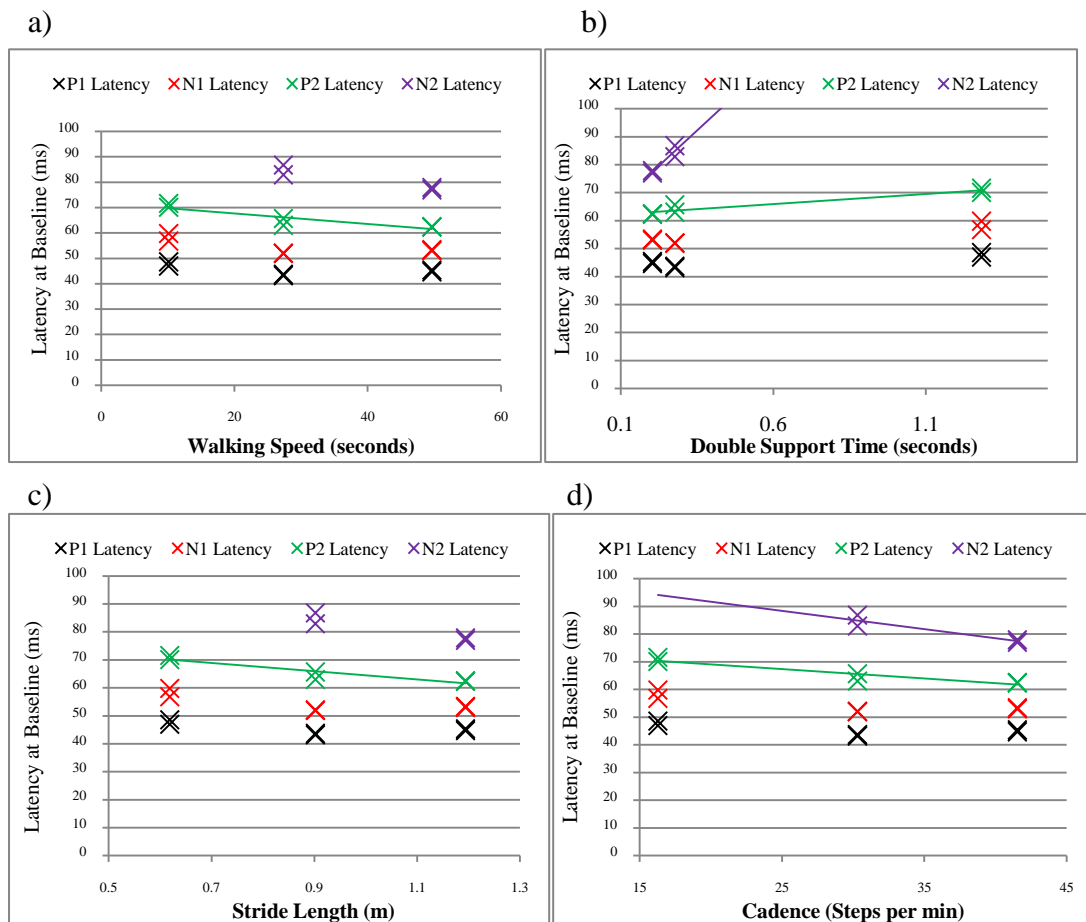 a)
×P1 Latency ×N1 Latency ×P2 Latency ×N2 Latency
Latency at Baseline (ms)
100
90
80
70
60
50
40
30
20
10
0
0 20 40 60
Walking Speed (seconds)
b)
×P1 Latency ×N1 Latency ×P2 Latency ×N2 Latency
Latency at Baseline (ms)
100
90
80
70
60
50
40
30
20
10
0
0.1 0.6 1.1
Double Support Time (seconds)
c)
×P1 Latency ×N1 Latency ×P2 Latency ×N2 Latency
Latency at Baseline (ms)
100
90
80
70
60
50
40
30
20
10
0
0.5 0.7 0.9 1.1 1.3
Stride Length (m)
d)
×P1 Latency ×N1 Latency ×P2 Latency ×N2 Latency
Latency at Baseline (ms)
100
90
80
70
60
50
40
30
20
10
0
15 25 35 45
Cadence (Steps per min)